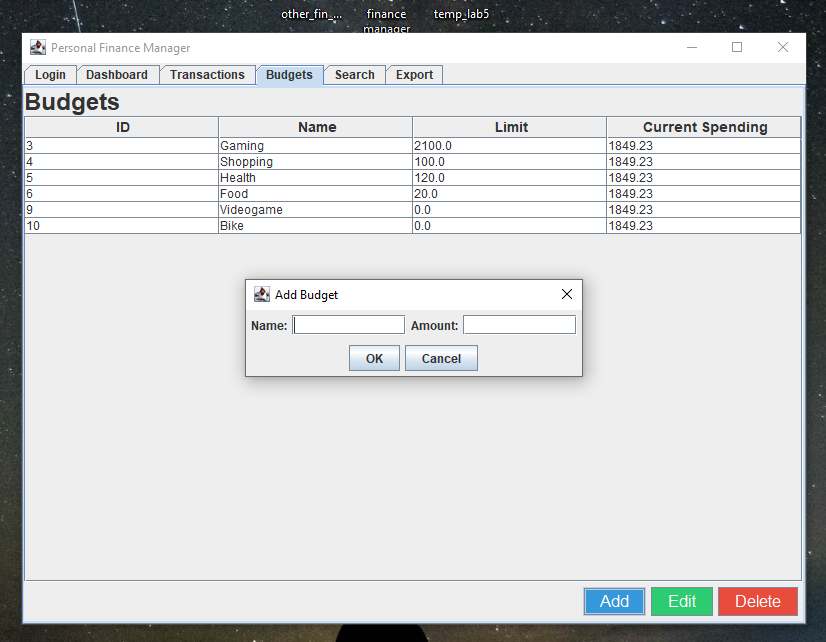 other_fin_... finance manager temp_lab5
Personal Finance Manager
Login Dashboard Transactions Budgets Search Export
Budgets
ID Name Limit Current Spending
3 Gaming 2100.0 1849.23
4 Shopping 100.0 1849.23
5 Health 120.0 1849.23
6 Food 20.0 1849.23
9 Videogame 0.0 1849.23
10 Bike 0.0 1849.23
Add Budget
Name: Amount:
OK Cancel
Add Edit Delete